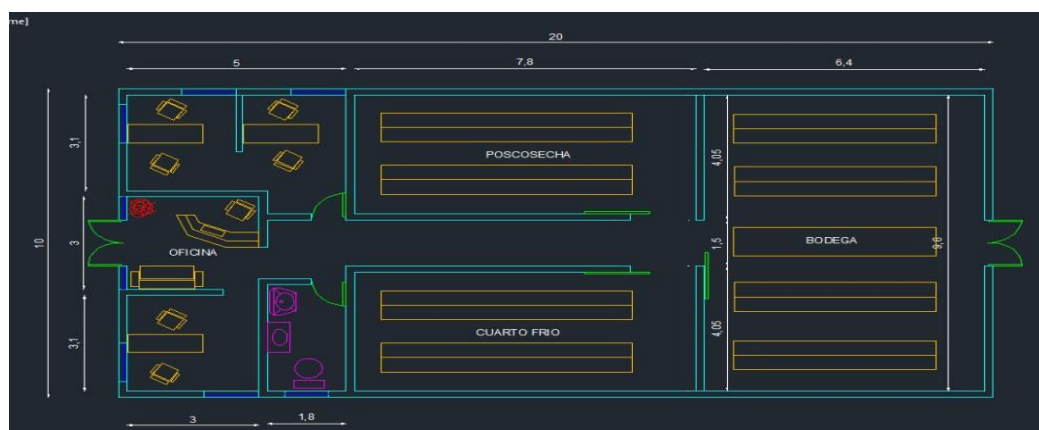 me]
20
5
7,8
6,4
3,1
POSCOSECHA
4,05
10
3
OFICINA
1,5
BODEGA
9,6
3,1
CUARTO FRIO
4,05
3
1,8